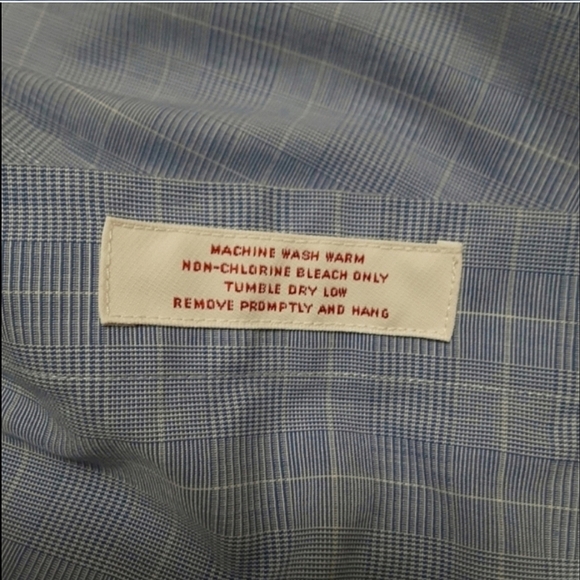 MACHINE WASH WARM
NON-CHLORINE BLEACH ONLY
TUMBLE DRY LOW
REMOVE PROMPTLY AND HANG